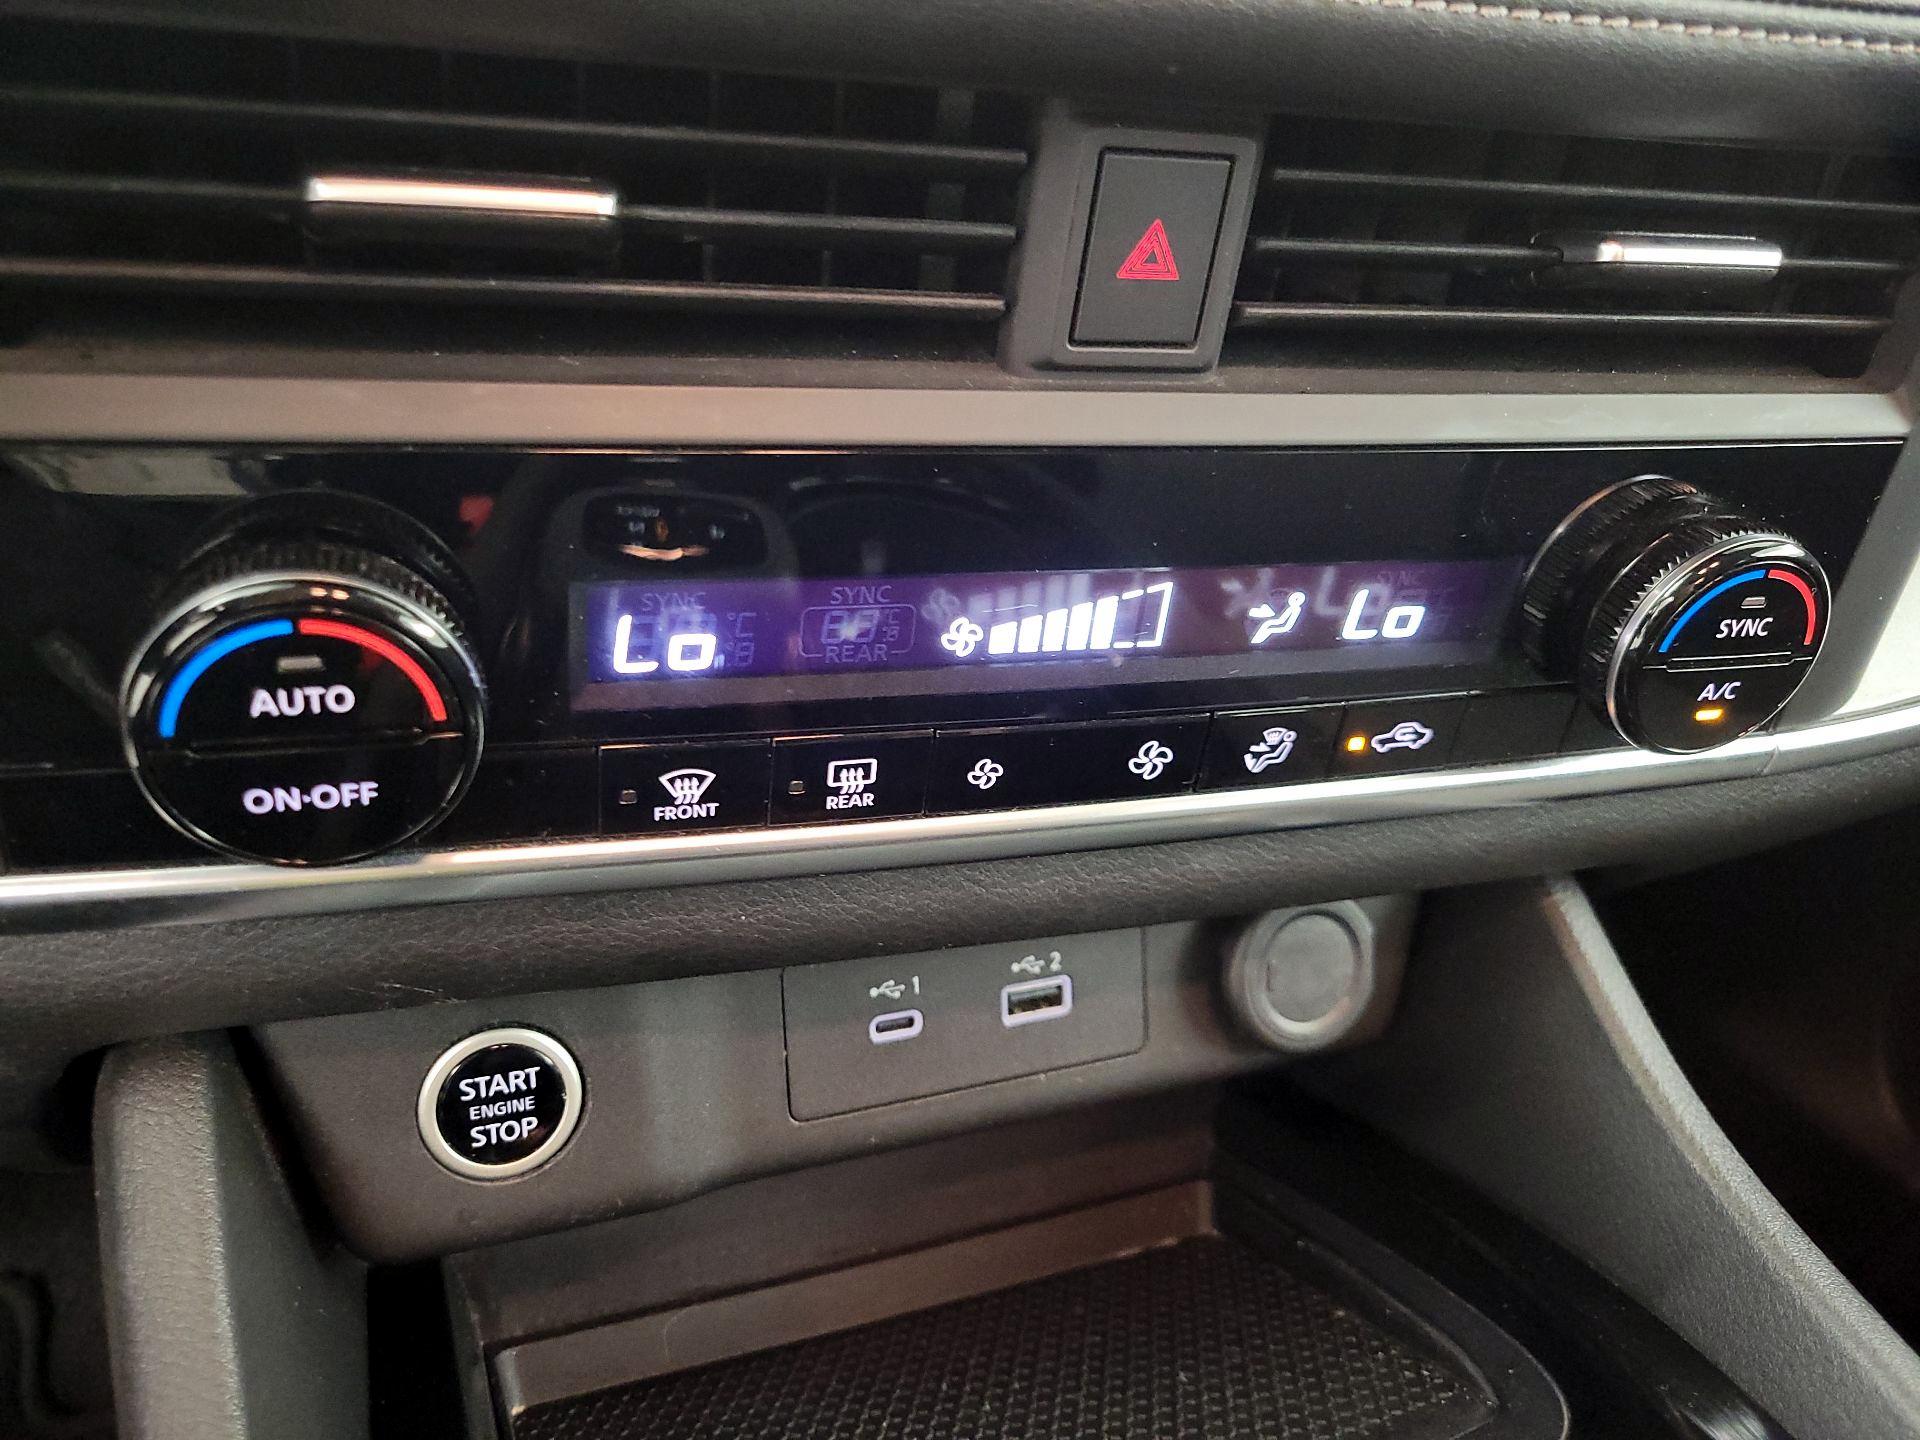 SYNC
SYNC
Lo
REAR
Lo
SYNC
A/C
AUTO
ON·OFF
FRONT
REAR
1
2
START
ENGINE
STOP